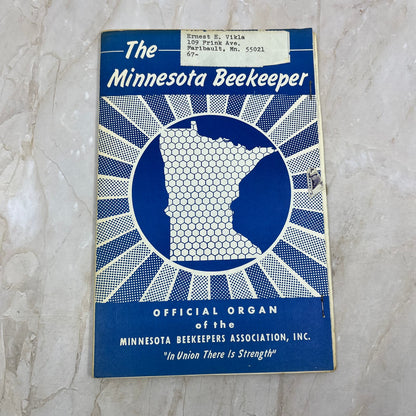 The
Minnesota Beekeeper
Ernest E. Vikla
109 Frink Ave.
Faribault, Mn. 55021
67-
OFFICIAL ORGAN
of the
MINNESOTA BEEKEEPERS ASSOCIATION, INC.
"In Union There Is Strength"